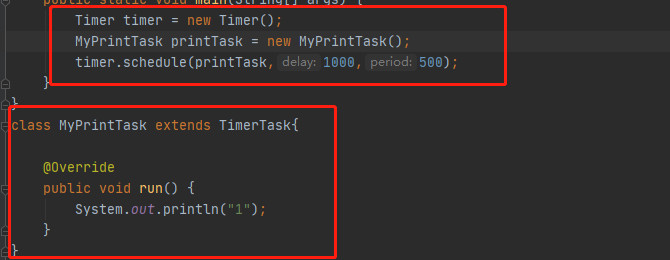 public static void main(String[] args) {
Timer timer = new Timer();
MyPrintTask printTask = new MyPrintTask();
timer.schedule(printTask, delay: 1000, period: 500);
}
}
class MyPrintTask extends TimerTask{
@Override
public void run() {
System.out.println("1");
}
}